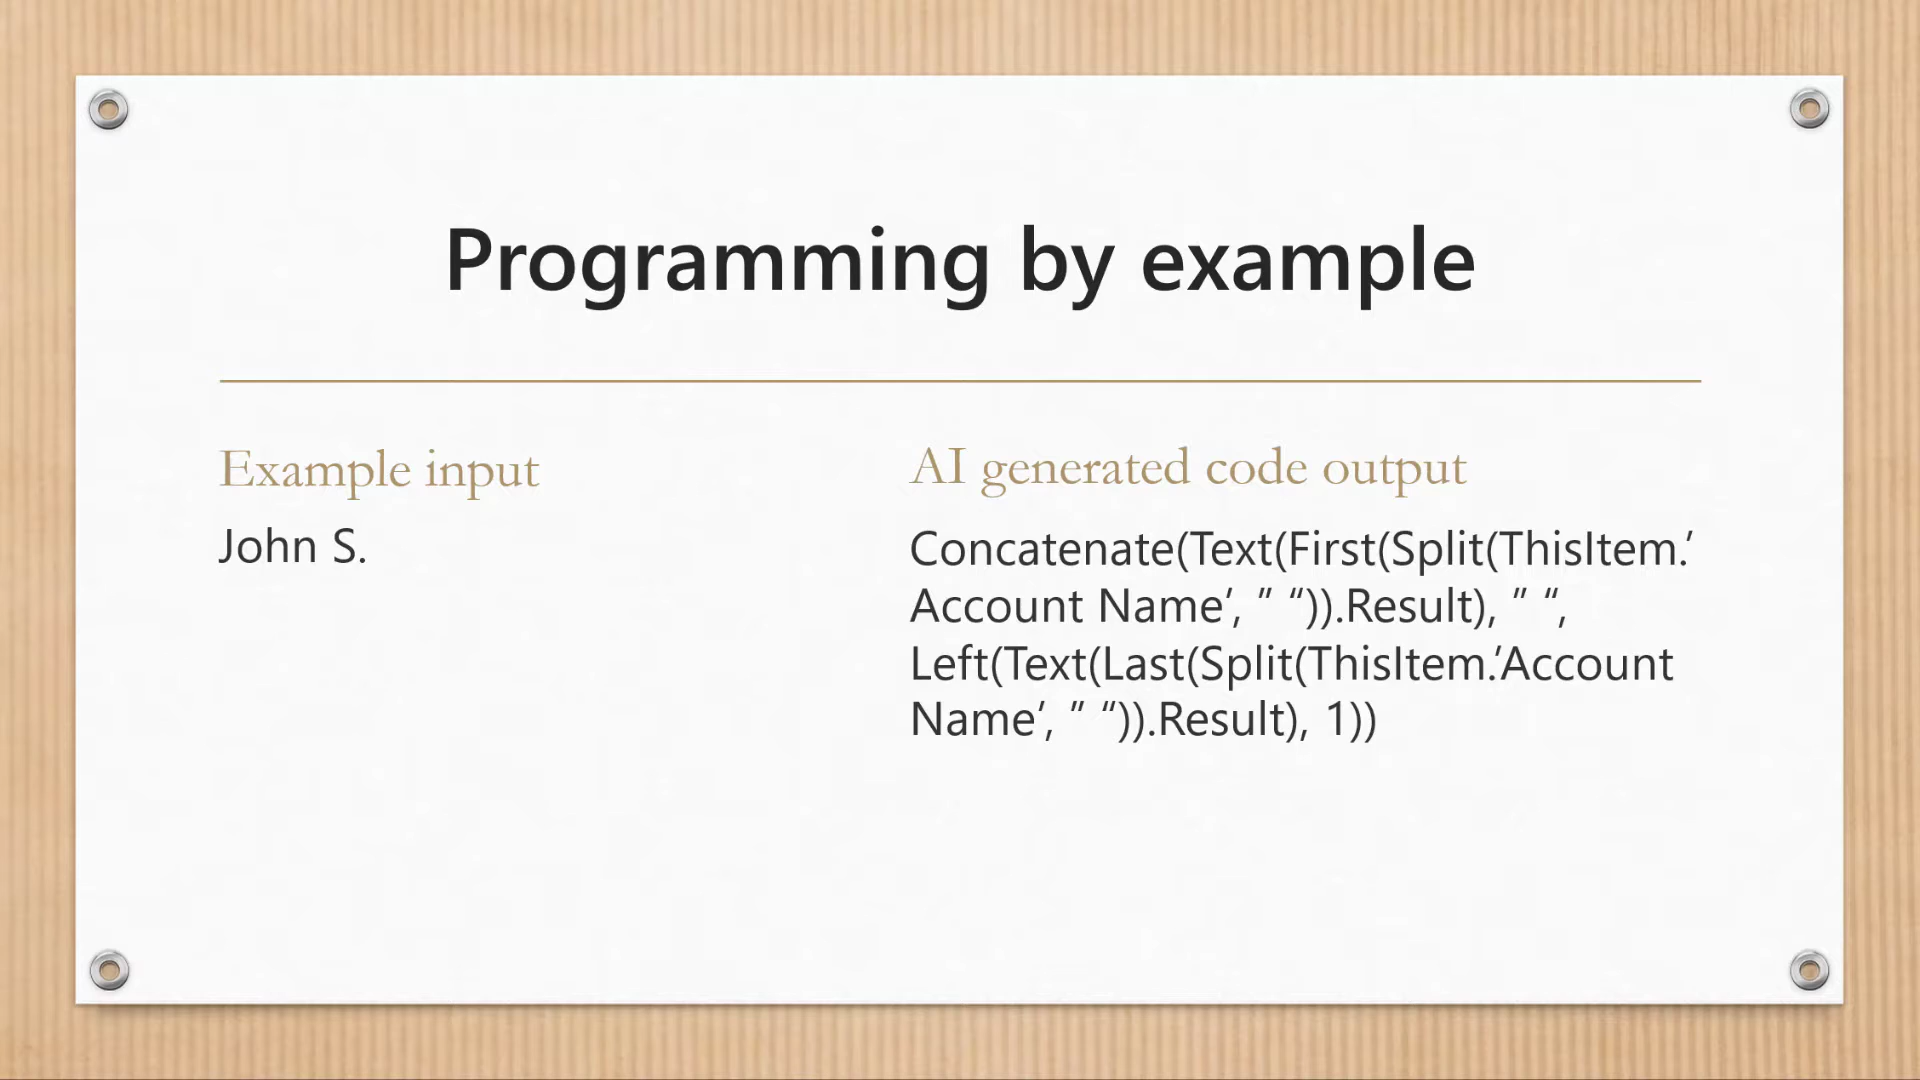 Programming by example
Example input
John S.
AI generated code output
Concatenate(Text(First(Split(ThisItem.’
Account Name’, ” “)).Result), ” “,
Left(Text(Last(Split(ThisItem.’Account
Name’, ” “)).Result), 1))